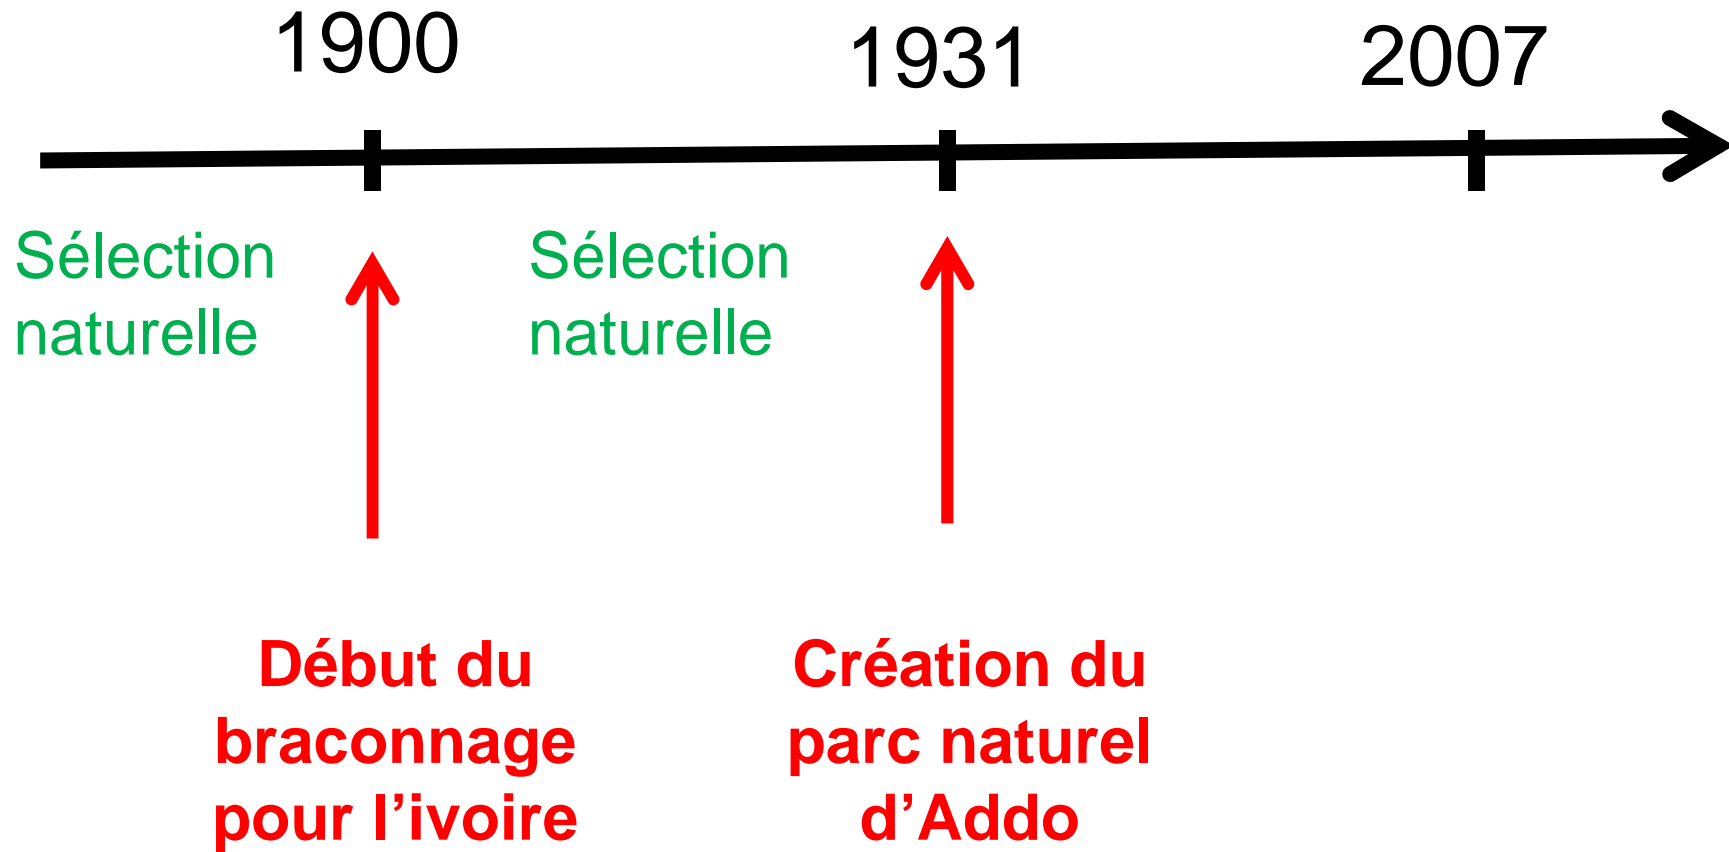 1900
1931
2007
Sélection
naturelle
Sélection
naturelle
Début du
braconnage
pour l’ivoire
Création du
parc naturel
d’Addo